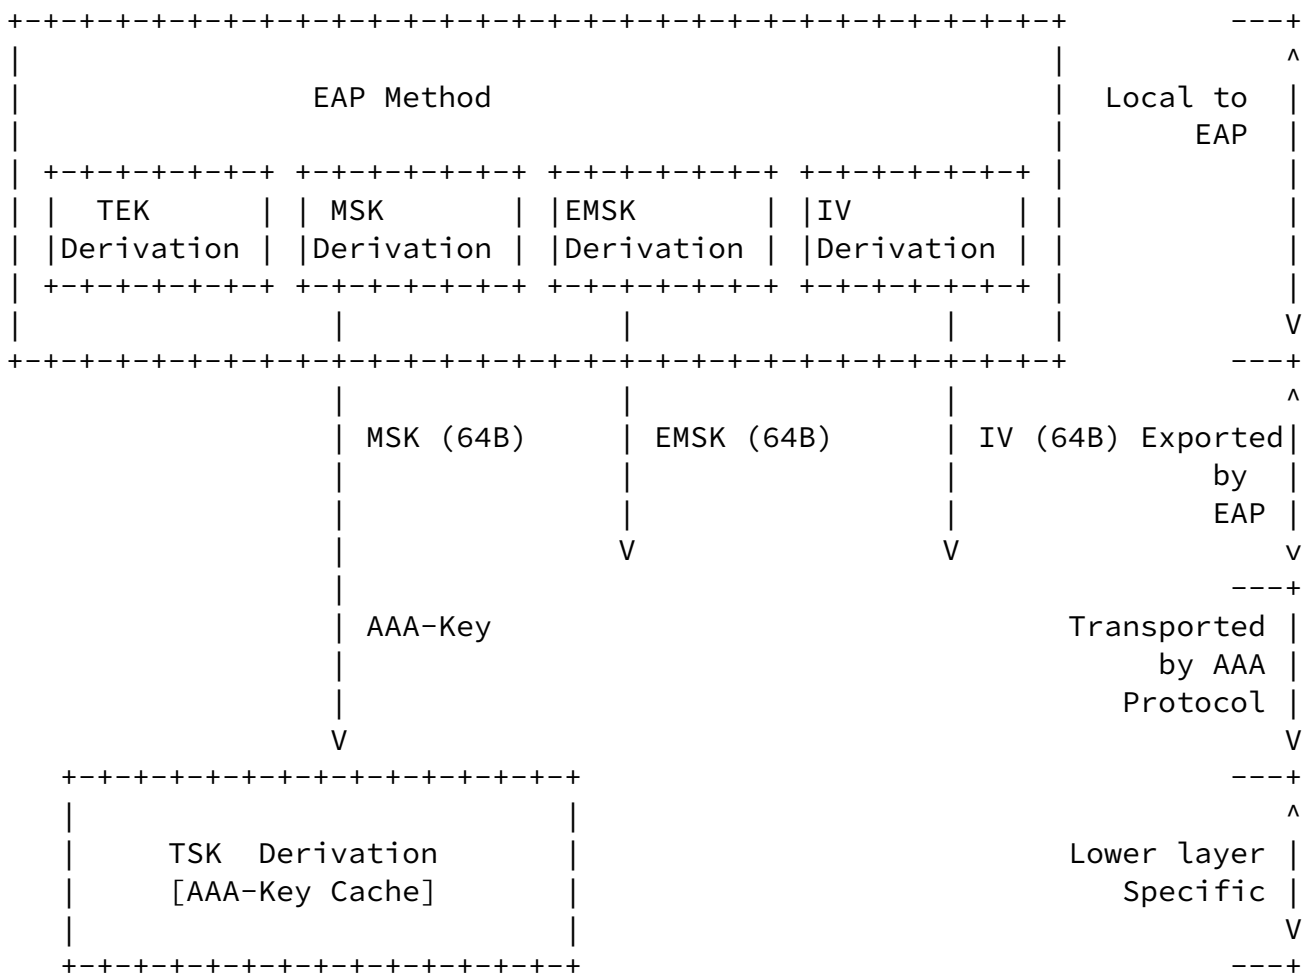 +-+-+-+-+-+-+-+-+-+-+-+-+-+-+-+-+-+-+-+-+-+-+-+-+-+-+-+-+-+         ---+
|                                                         |            ^
|                EAP Method                               |  Local to  |
|                                                         |       EAP  |
| +-+-+-+-+-+-+ +-+-+-+-+-+-+ +-+-+-+-+-+-+ +-+-+-+-+-+-+ |            |
| |  TEK      | | MSK       | |EMSK       | |IV         | |            |
| |Derivation | |Derivation | |Derivation | |Derivation | |            |
| +-+-+-+-+-+-+ +-+-+-+-+-+-+ +-+-+-+-+-+-+ +-+-+-+-+-+-+ |            |
|                 |               |                 |     |            V
+-+-+-+-+-+-+-+-+-+-+-+-+-+-+-+-+-+-+-+-+-+-+-+-+-+-+-+-+-+         ---+
                  |               |                 |                  ^
                  | MSK (64B)     | EMSK (64B)      | IV (64B) Exported|
                  |               |                 |              by  |
                  |               |                 |              EAP |
                  |               V                 V                  v
                  |                                                 ---+
                  | AAA-Key                                Transported |
                  |                                             by AAA |
                  |                                           Protocol |
                  V                                                    V
   +-+-+-+-+-+-+-+-+-+-+-+-+-+-+                                    ---+
   |                           |                                       ^
   |     TSK  Derivation       |                           Lower layer |
   |     [AAA-Key Cache]       |                              Specific |
   |                           |                                       V
   +-+-+-+-+-+-+-+-+-+-+-+-+-+-+                                    ---+